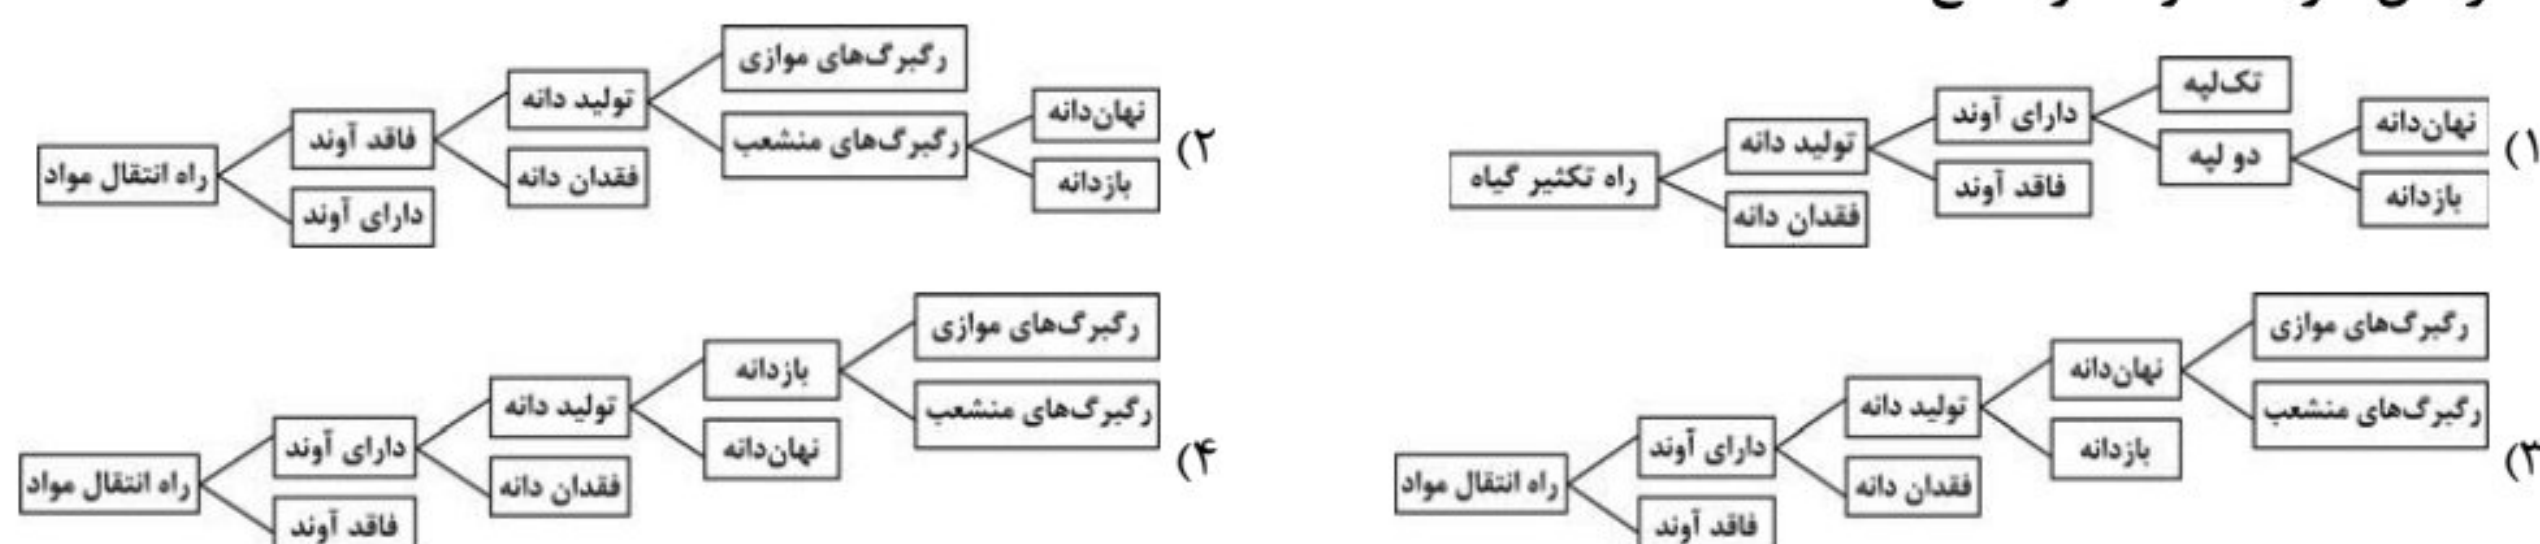 ۱)
راه تکثیر گیاه
تولید دانه
فقدان دانه
دارای آوند
فاقد آوند
تک‌لپه
دو لپه
نهان‌دانه
بازدانه
۲)
راه انتقال مواد
فاقد آوند
دارای آوند
تولید دانه
فقدان دانه
رگبرگ‌های موازی
رگبرگ‌های منشعب
نهان‌دانه
بازدانه
۳)
راه انتقال مواد
دارای آوند
فاقد آوند
تولید دانه
فقدان دانه
نهان‌دانه
بازدانه
رگبرگ‌های موازی
رگبرگ‌های منشعب
۴)
راه انتقال مواد
دارای آوند
فاقد آوند
تولید دانه
فقدان دانه
بازدانه
نهان‌دانه
رگبرگ‌های موازی
رگبرگ‌های منشعب